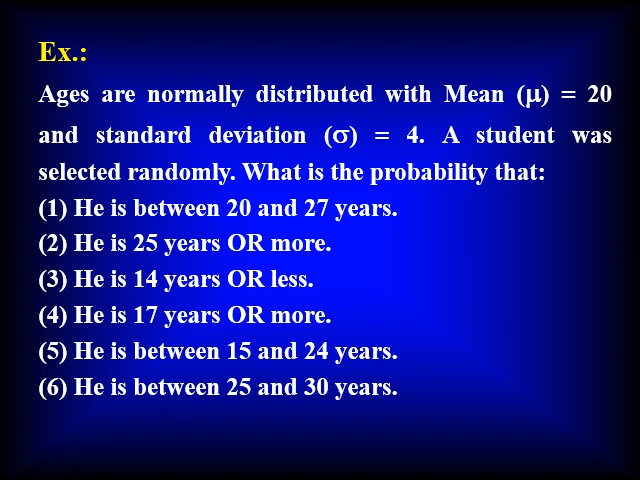 Ex.:
Ages are normally distributed with Mean (μ) = 20
and standard deviation (σ) = 4. A student was
selected randomly. What is the probability that:
(1) He is between 20 and 27 years.
(2) He is 25 years OR more.
(3) He is 14 years OR less.
(4) He is 17 years OR more.
(5) He is between 15 and 24 years.
(6) He is between 25 and 30 years.